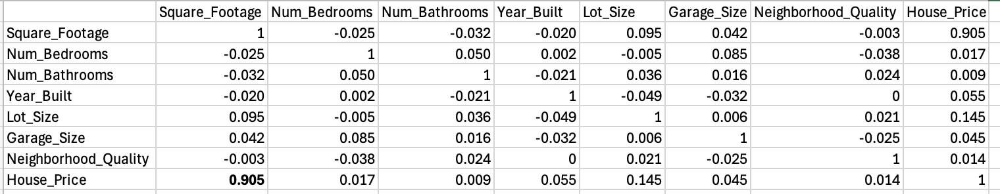 Square_Footage Num_Bedrooms Num_Bathrooms Year_Built Lot_Size Garage_Size Neighborhood_Quality House_Price
Square_Footage 1 -0.025 -0.032 -0.020 0.095 0.042 -0.003 0.905
Num_Bedrooms -0.025 1 0.050 0.002 -0.005 0.085 -0.038 0.017
Num_Bathrooms -0.032 0.050 1 -0.021 0.036 0.016 0.024 0.009
Year_Built -0.020 0.002 -0.021 1 -0.049 -0.032 0 0.055
Lot_Size 0.095 -0.005 0.036 -0.049 1 0.006 0.021 0.145
Garage_Size 0.042 0.085 0.016 -0.032 0.006 1 -0.025 0.045
Neighborhood_Quality -0.003 -0.038 0.024 0 0.021 -0.025 1 0.014
House_Price 0.905 0.017 0.009 0.055 0.145 0.045 0.014 1